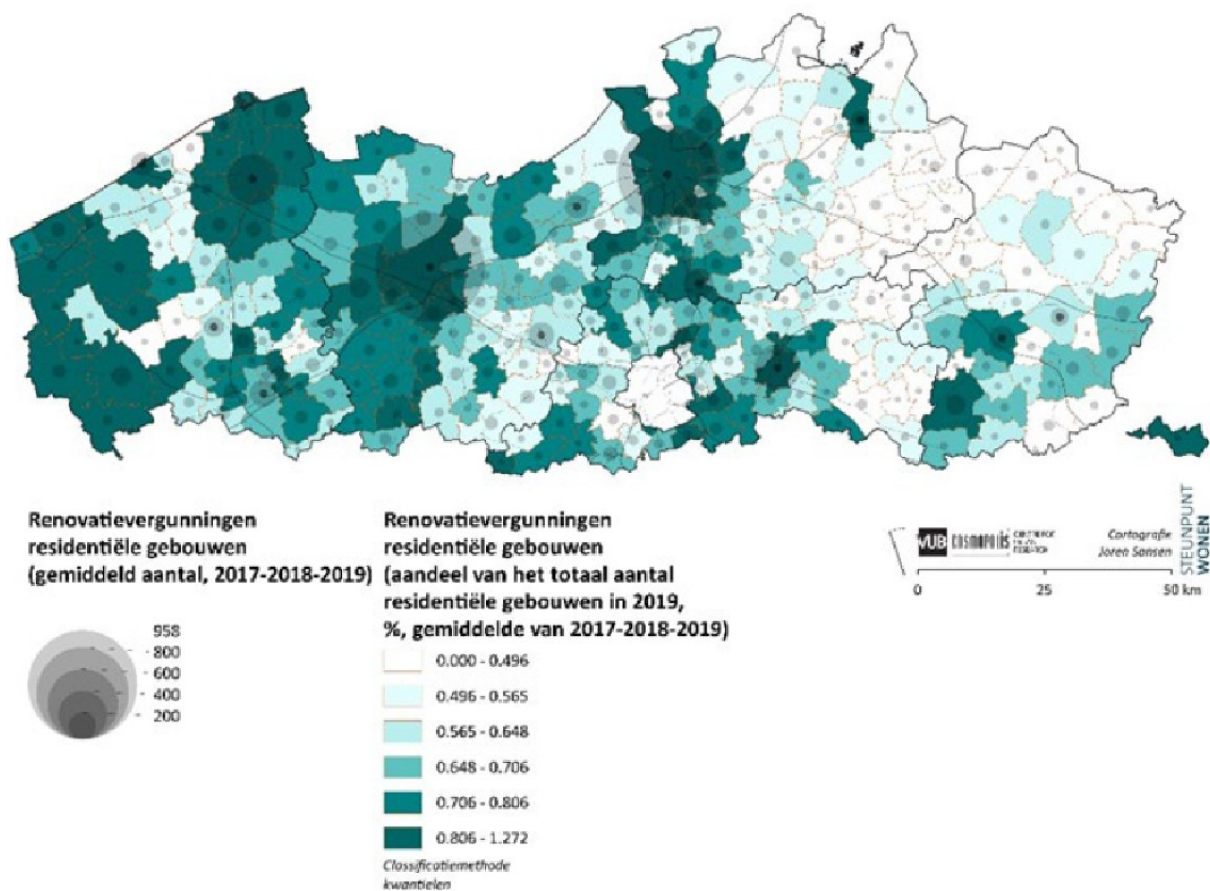 Renovatievergunningen
residentiële gebouwen
(gemiddeld aantal, 2017-2018-2019)
958
800
600
400
200
Renovatievergunningen
residentiële gebouwen
(aandeel van het totaal aantal
residentiële gebouwen in 2019,
%, gemiddelde van 2017-2018-2019)
0.000 - 0.496
0.496 - 0.565
0.565 - 0.648
0.648 - 0.706
0.706 - 0.806
0.806 - 1.272
Classificatiemethode
kwantielen
VUB COSMOPOLIS
Cartografie
Joren Sansen
0 25 50 km
STEUNPUNT
WONEN